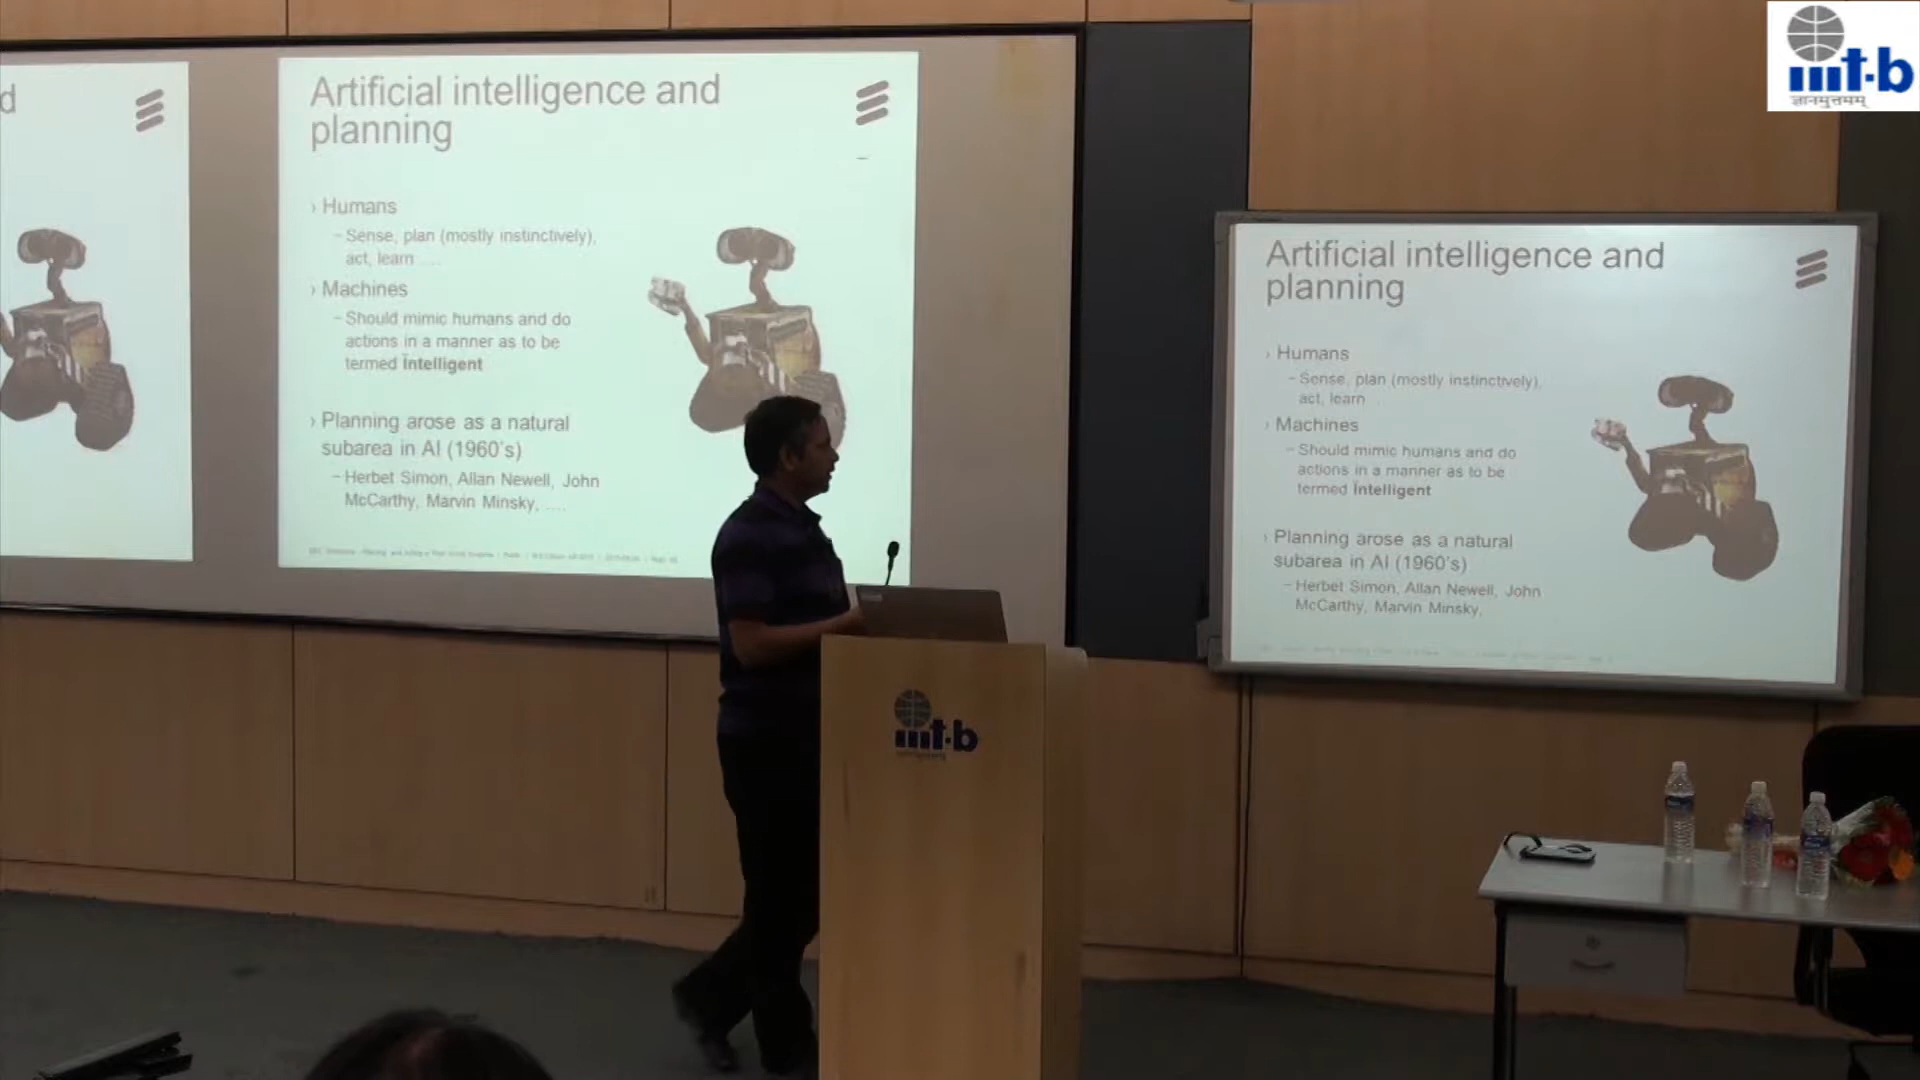 d
Artificial intelligence and
planning
› Humans
– Sense, plan (mostly instinctively),
act, learn ....
› Machines
– Should mimic humans and do
actions in a manner as to be
termed Intelligent
› Planning arose as a natural
subarea in AI (1960's)
– Herbet Simon, Allan Newell, John
McCarthy, Marvin Minsky, ....
Artificial intelligence and
planning
› Humans
– Sense, plan (mostly instinctively),
act, learn
› Machines
– Should mimic humans and do
actions in a manner as to be
termed Intelligent
› Planning arose as a natural
subarea in AI (1960's)
– Herbet Simon, Allan Newell, John
McCarthy, Marvin Minsky,
iiit-b
ज्ञानमुत्तमम्
iiit-b